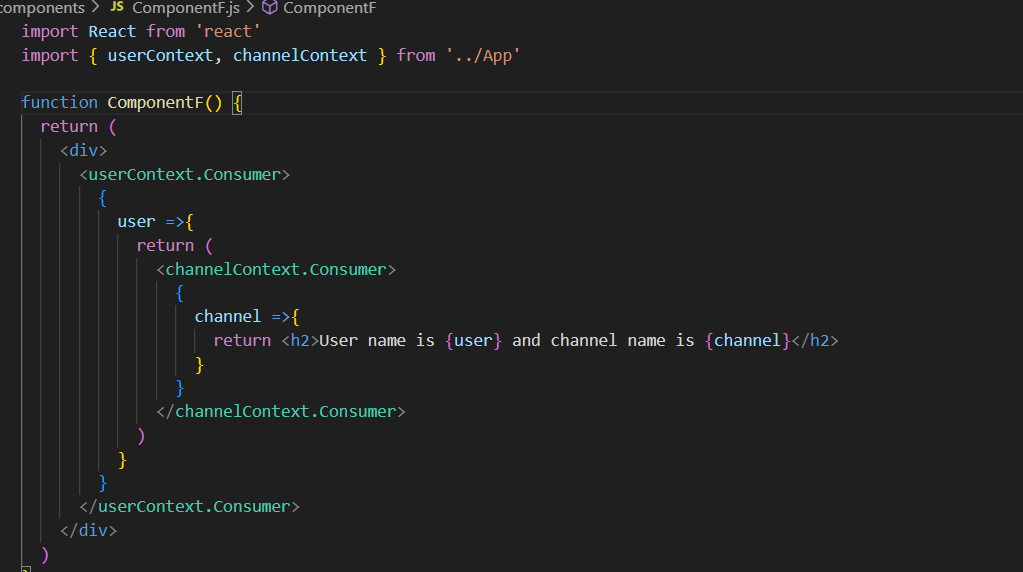 components > JS ComponentF.js > ComponentF
import React from 'react'
import { userContext, channelContext } from '../App'
function ComponentF() {
return (
<div>
<userContext.Consumer>
{
user =>{
return (
<channelContext.Consumer>
{
channel =>{
return <h2>User name is {user} and channel name is {channel}</h2>
}
}
</channelContext.Consumer>
)
}
}
</userContext.Consumer>
</div>
)
}